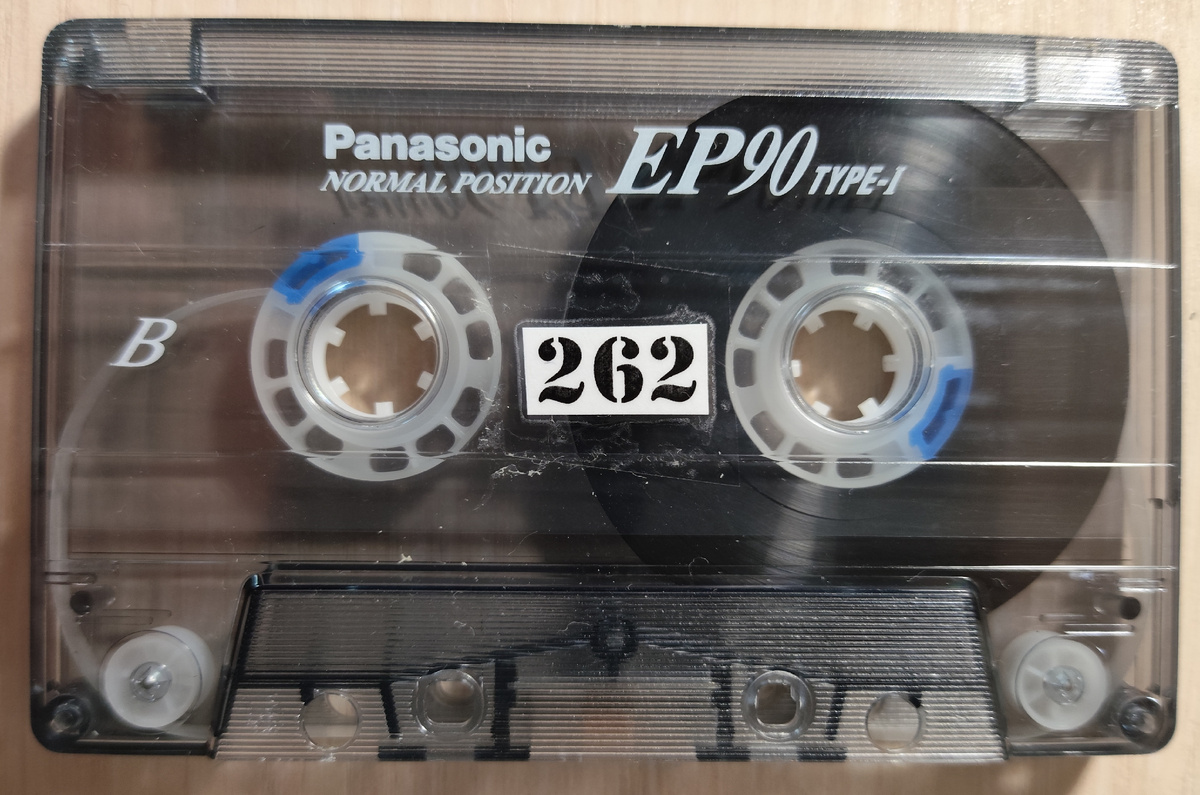 Panasonic
NORMAL POSITION EP90 TYPE-I
B
262